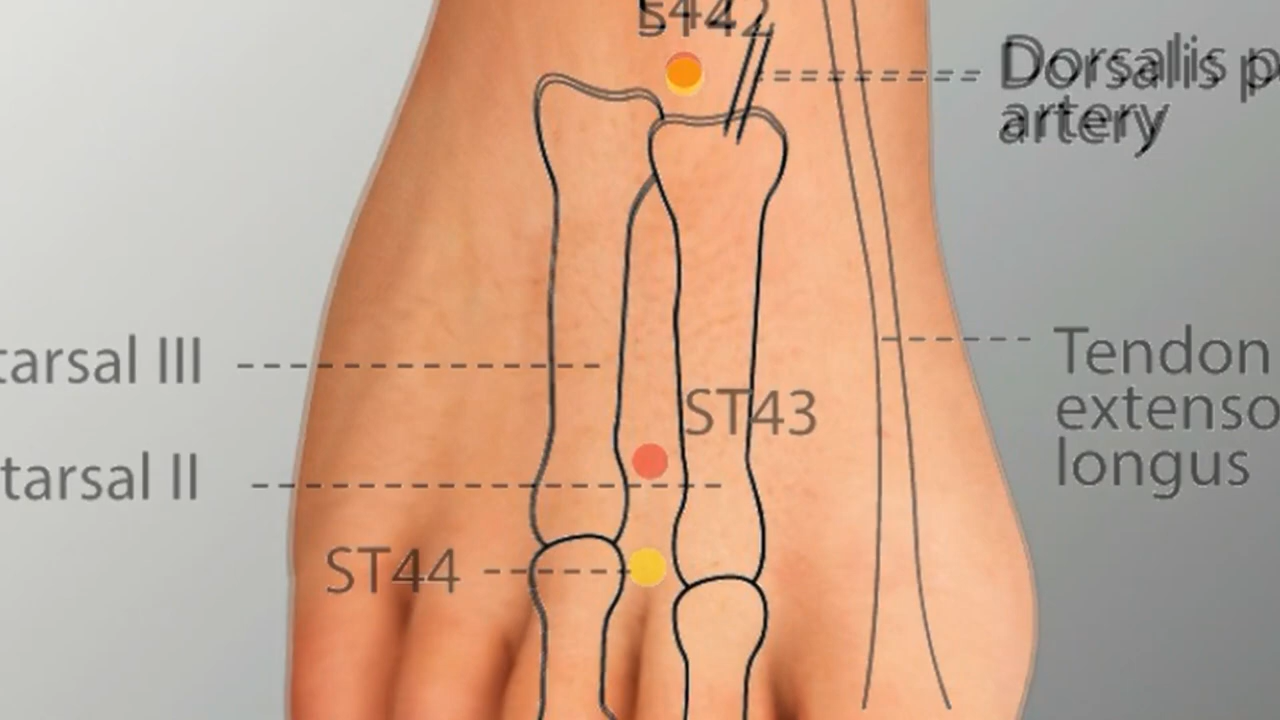 ST42
Dorsalis p
artery
tarsal III
ST43
Tendon
extenso
longus
tarsal II
ST44